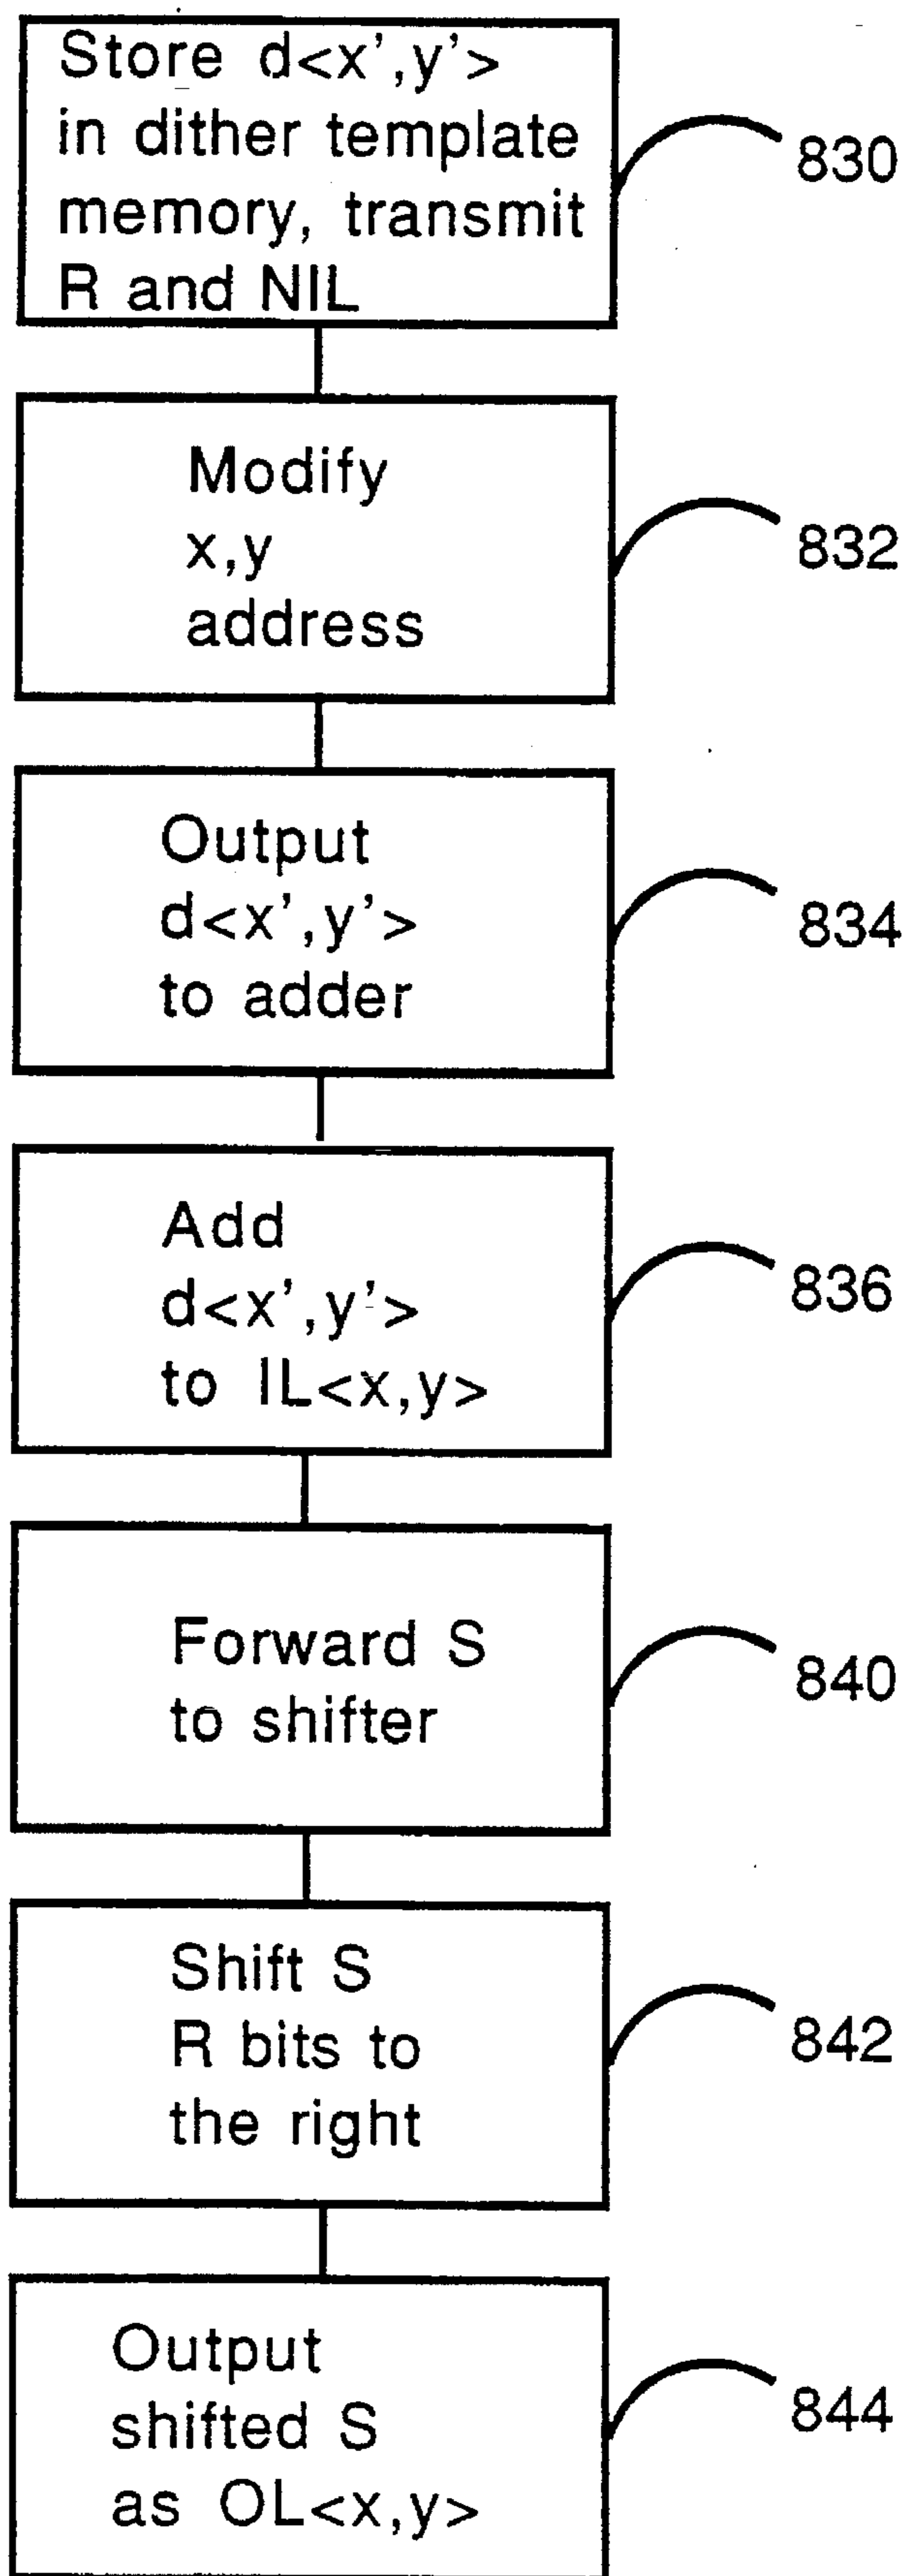 Store d<x',y'>
in dither template
memory, transmit
R and NIL
830
Modify
x,y
address
832
Output
d<x',y'>
to adder
834
Add
d<x',y'>
to IL<x,y>
836
Forward S
to shifter
840
Shift S
R bits to
the right
842
Output
shifted S
as OL<x,y>
844